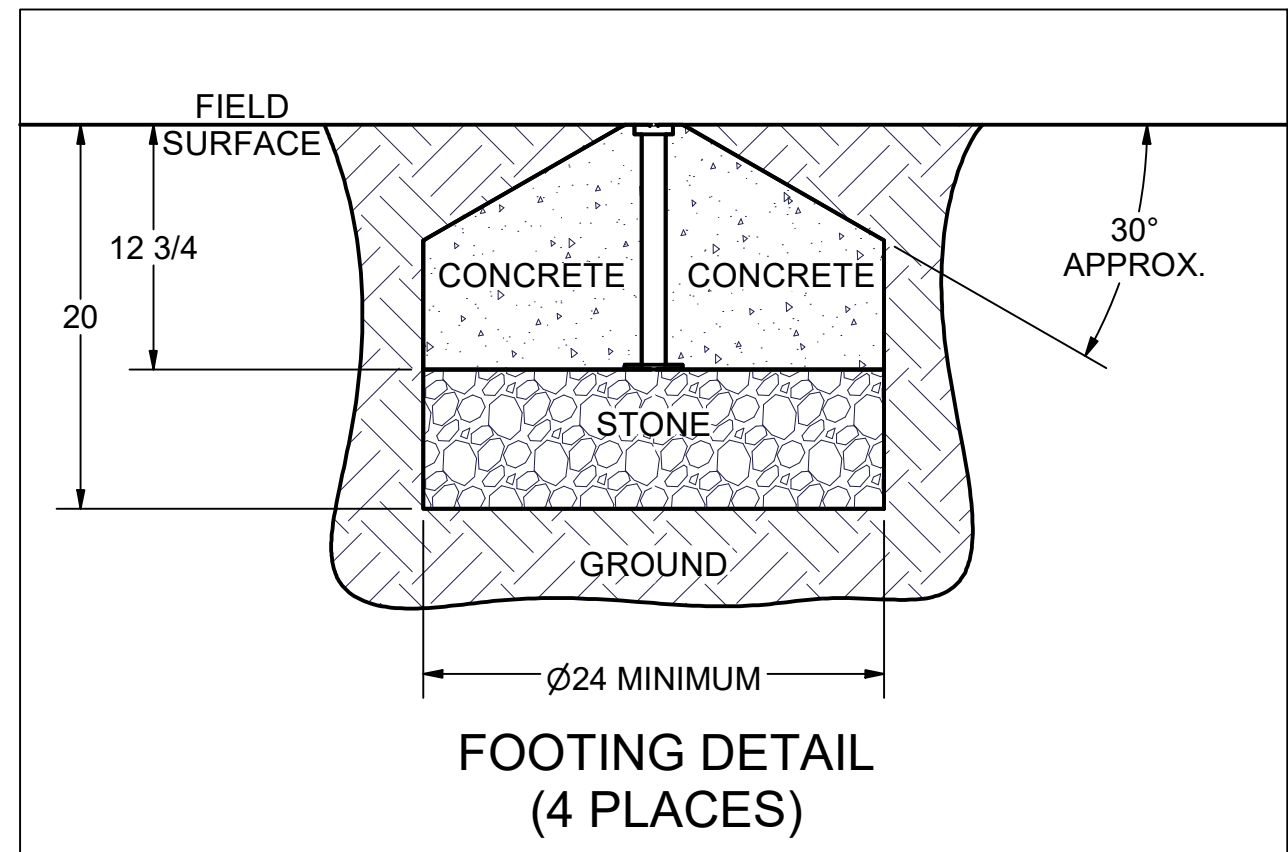 FIELD
SURFACE
12 3/4
20
CONCRETE
CONCRETE
30°
APPROX.
STONE
GROUND
Ø24 MINIMUM
FOOTING DETAIL
(4 PLACES)